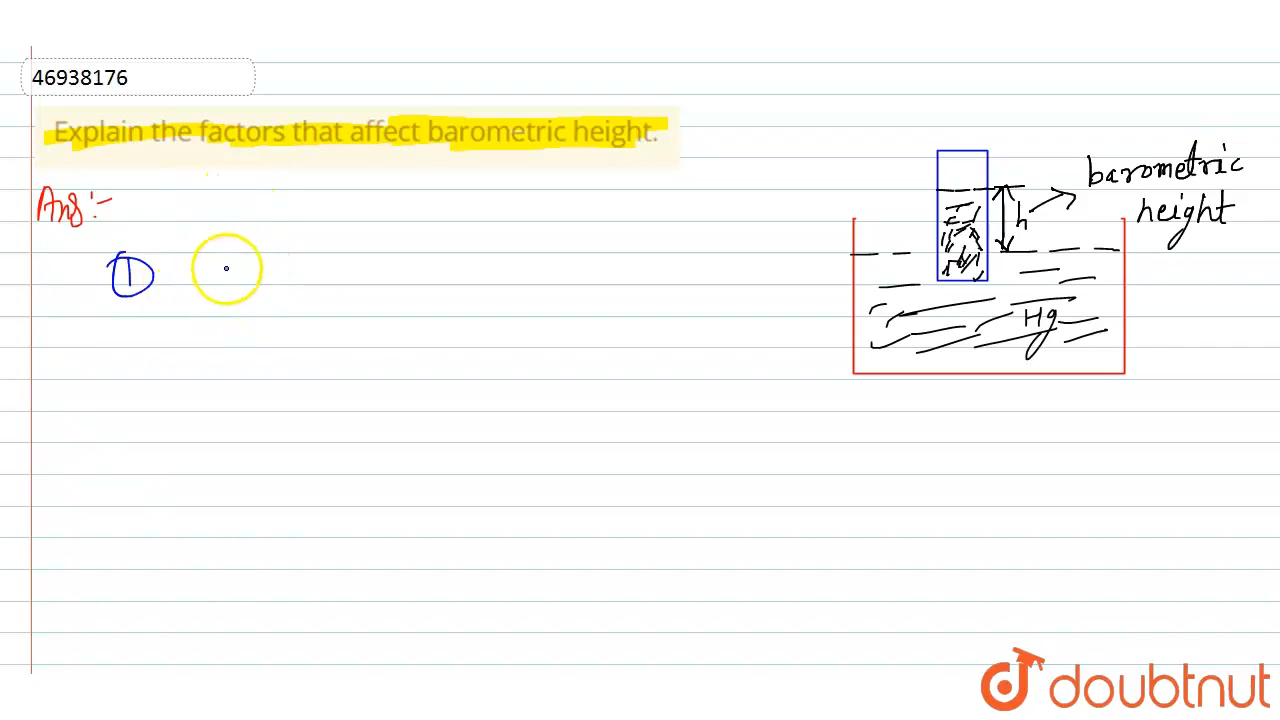 46938176
Explain the factors that affect barometric height.
Ans:-
①
h
barometric
height
Hg
doubtnut